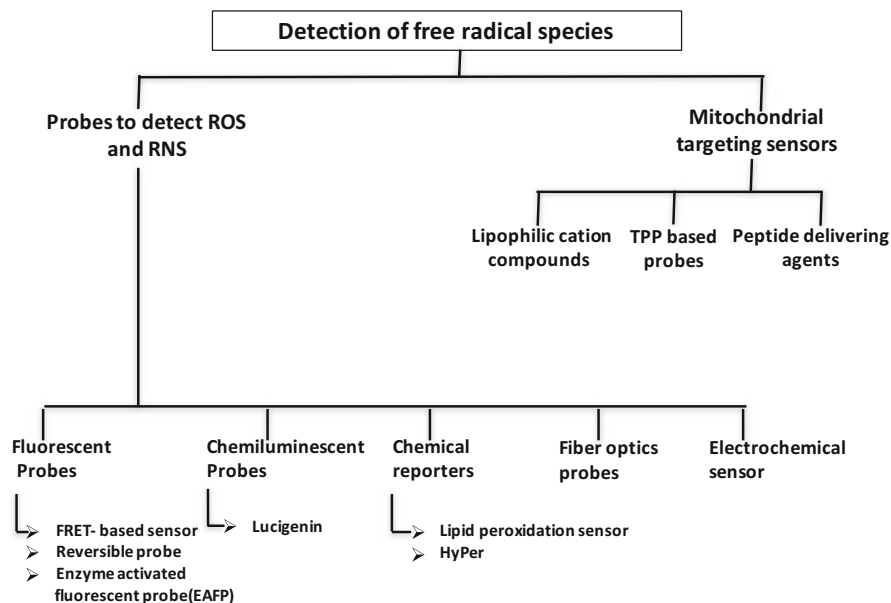 Detection of free radical species
Probes to detect ROS
and RNS
Mitochondrial
targeting sensors
Lipophilic cation
compounds
TPP based
probes
Peptide delivering
agents
Fluorescent
Probes
Chemiluminescent
Probes
Chemical
reporters
Fiber optics
probes
Electrochemical
sensor
➢ FRET- based sensor
➢ Reversible probe
➢ Enzyme activated
fluorescent probe(EAFP)
➢ Lucigenin
➢ Lipid peroxidation sensor
➢ HyPer